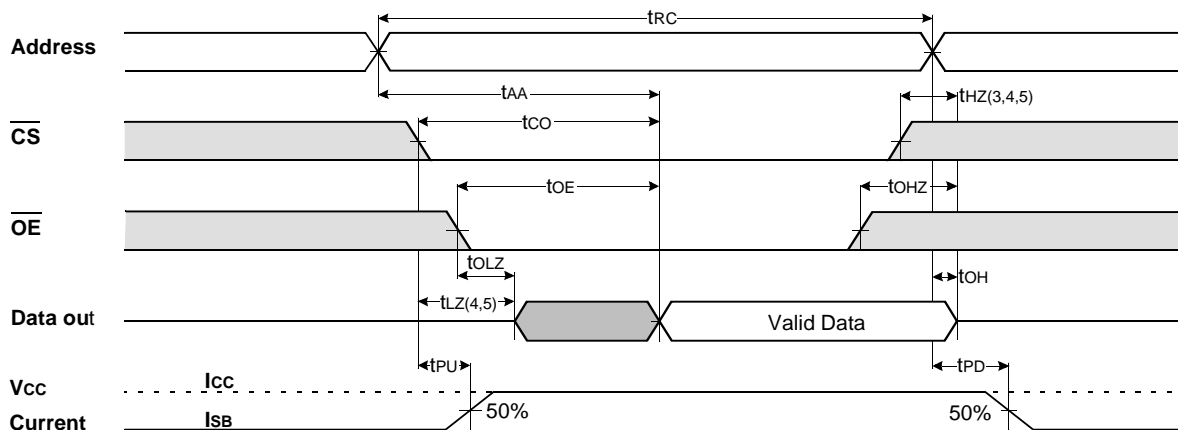 tRC
Address
tAA
tHZ(3,4,5)
tCO
CS
tOE
tOHZ
OE
tOLZ
tOH
tLZ(4,5)
Data out
Valid Data
tPU
tPD
VCC
ICC
50%
50%
Current
ISB